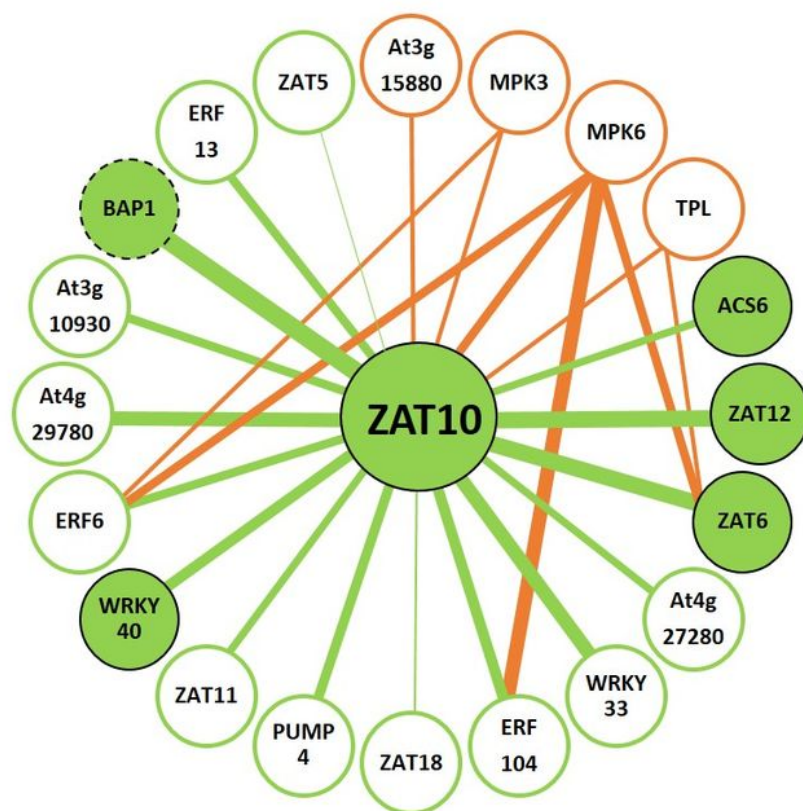 At3g
15880
ZAT5
MPK3
ERF
13
MPK6
BAP1
TPL
At3g
10930
ACS6
At4g
29780
ZAT10
ZAT12
ERF6
ZAT6
WRKY
40
At4g
27280
ZAT11
WRKY
33
PUMP
4
ZAT18
ERF
104